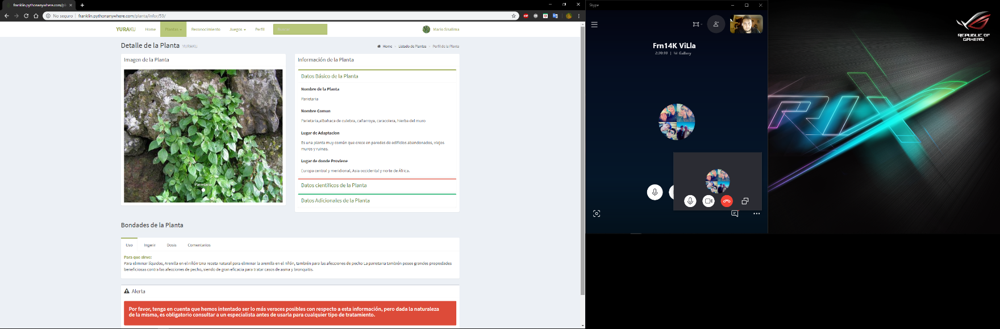 franklin.pythonanywhere.com/pl
No seguro | franklin.pythonanywhere.com/planta/infor/59/
YURAKU Home Plantas Reconocimiento Juegos Perfil Buscar Mario Sisalima
Detalle de la Planta YURAKU
Home > Listado de Plantas > Perfil de la Planta
Imagen de la Planta
Parietaria
Información de la Planta
Datos Básico de la Planta
Nombre de la Planta
Parietaria
Nombre Comun
Parietaria,albahaca de culebra, cañarroya, caracolera, hierba del muro
Lugar de Adaptacion
Es una planta muy común que crece en paredes de edificios abandonados, viejos
muros y ruinas.
Lugar de donde Proviene
Europa central y meridional, Asia occidental y norte de África.
Datos cientificos de la Planta
Datos Adicionales de la Planta
Bondades de la Planta
Uso Ingerir Dosis Comentarios
Para que sirve:
Para eliminar líquidos, Arenilla en el riñón Una receta natural para eliminar la arenilla en el riñón, también para las afecciones de pecho La parietaria también posee grandes propiedades
beneficiosas contra las afecciones de pecho, siendo de gran eficacia para tratar casos de asma y bronquitis.
Alerta
Por favor, tenga en cuenta que hemos intentado ser lo más veraces posibles con respecto a esta información, pero dada la naturaleza
de la misma, es obligatorio consultar a un especialista antes de usarla para cualquier tipo de tratamiento.
Skype
Frn14K ViLla
2:30:10 | Gallery
REPUBLIC OF
GAMERS